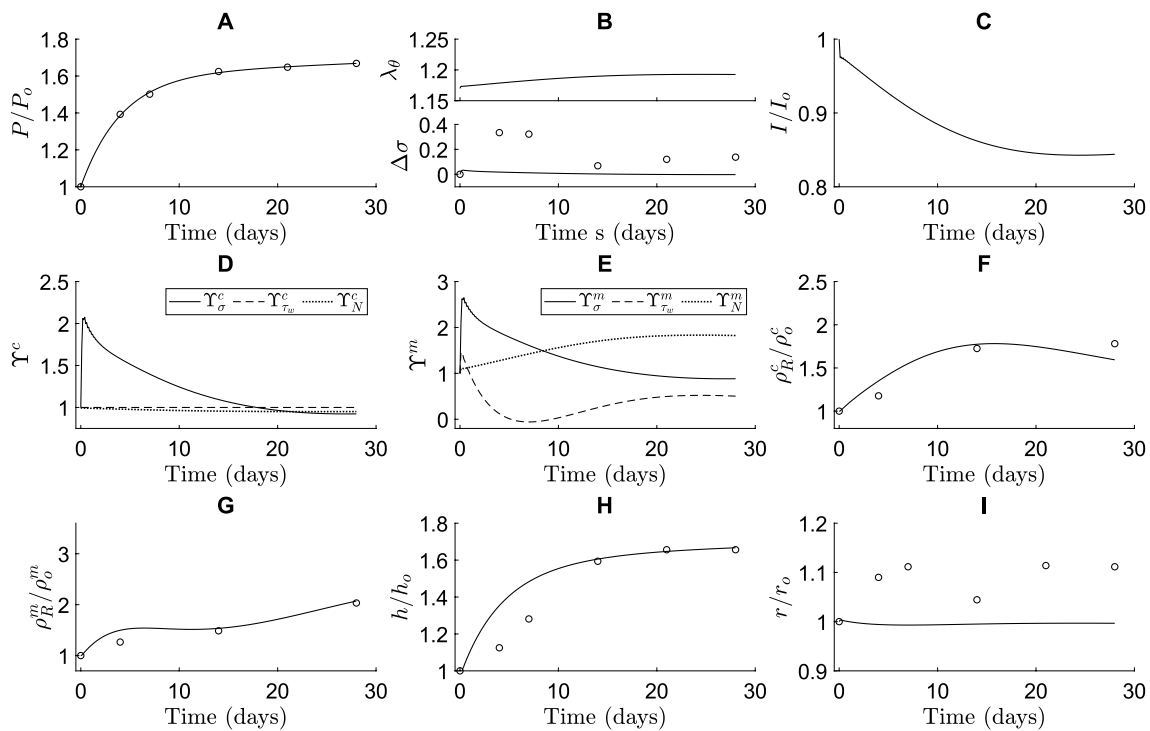 A
P/P_o
1.8
1.6
1.4
1.2
1
0 10 20 30
Time (days)
B
λ_θ
1.25
1.2
1.15
Δσ
0.4
0.2
0
0 10 20 30
Time s (days)
C
I/I_o
1
0.9
0.8
0 10 20 30
Time (days)
D
Υ^c
2.5
2
1.5
1
Υ^c_σ Υ^c_{τ_w} Υ^c_N
0 10 20 30
Time (days)
E
Υ^m
3
2
1
0
Υ^m_σ Υ^m_{τ_w} Υ^m_N
0 10 20 30
Time (days)
F
ρ^c_R/ρ^c_o
2.5
2
1.5
1
0 10 20 30
Time (days)
G
ρ^m_R/ρ^m_o
3
2
1
0 10 20 30
Time (days)
H
h/h_o
1.8
1.6
1.4
1.2
1
0 10 20 30
Time (days)
I
r/r_o
1.2
1.1
1
0.9
0 10 20 30
Time (days)